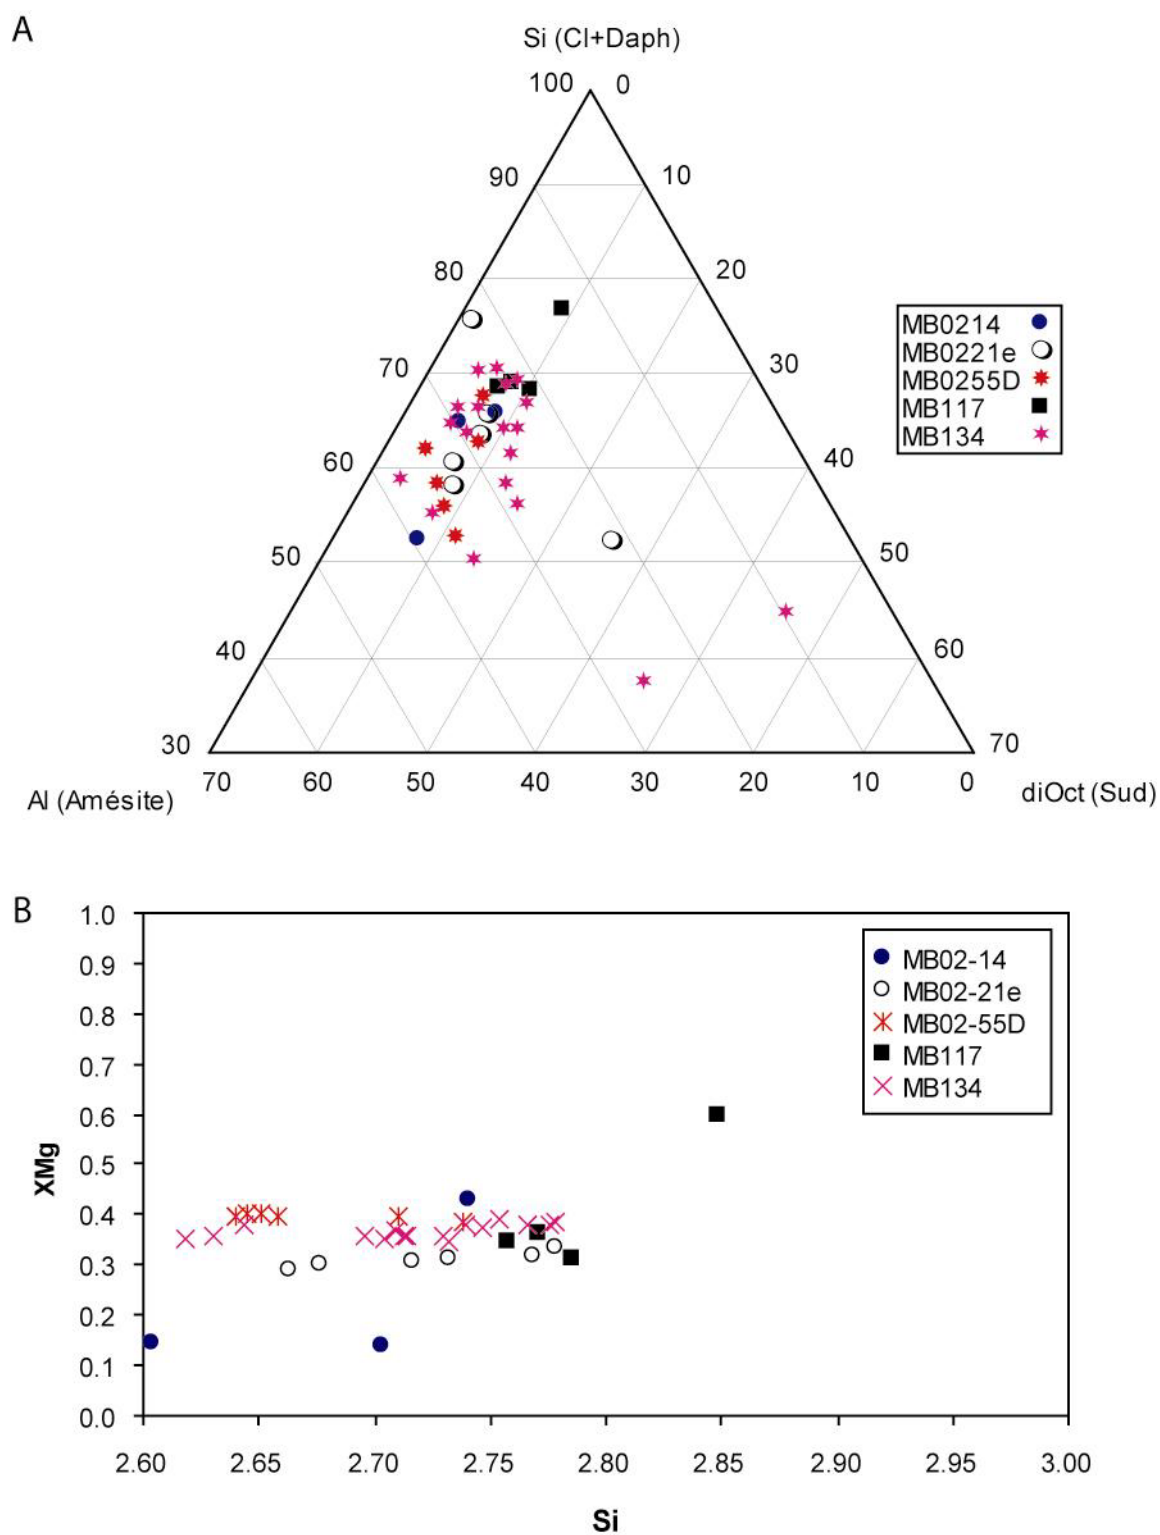 A
Si (Cl+Daph)
100 0
90 10
80 20
70 30
MB0214
MB0221e
MB0255D
MB117
MB134
60 40
50 50
40 60
30 70
70 60 50 40 30 20 10 0
Al (Amésite) diOct (Sud)
B
1.0
0.9
0.8
0.7
0.6
0.5
0.4
0.3
0.2
0.1
0.0
XMg
MB02-14
MB02-21e
MB02-55D
MB117
MB134
2.60 2.65 2.70 2.75 2.80 2.85 2.90 2.95 3.00
Si